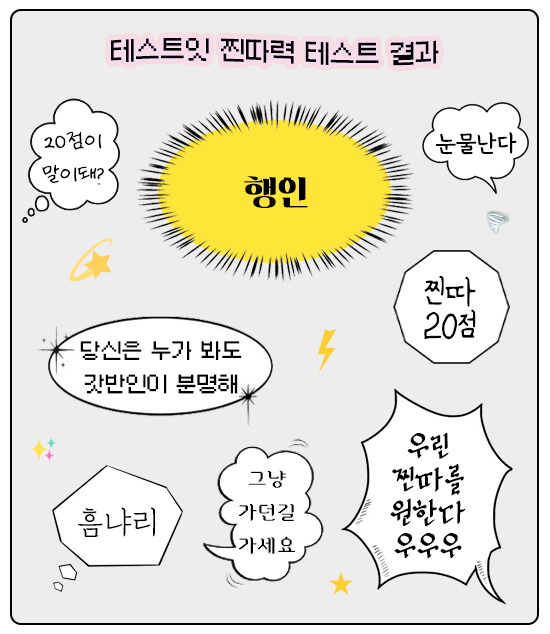 테스트잇 찐따력 테스트 결과
20점이
말이돼?
행인
눈물난다
찐따
20점
당신은 누가 봐도
갓반인이 분명해
흠냐리
그냥
가던길
가세요
우린
찐따를
원한다
우우우